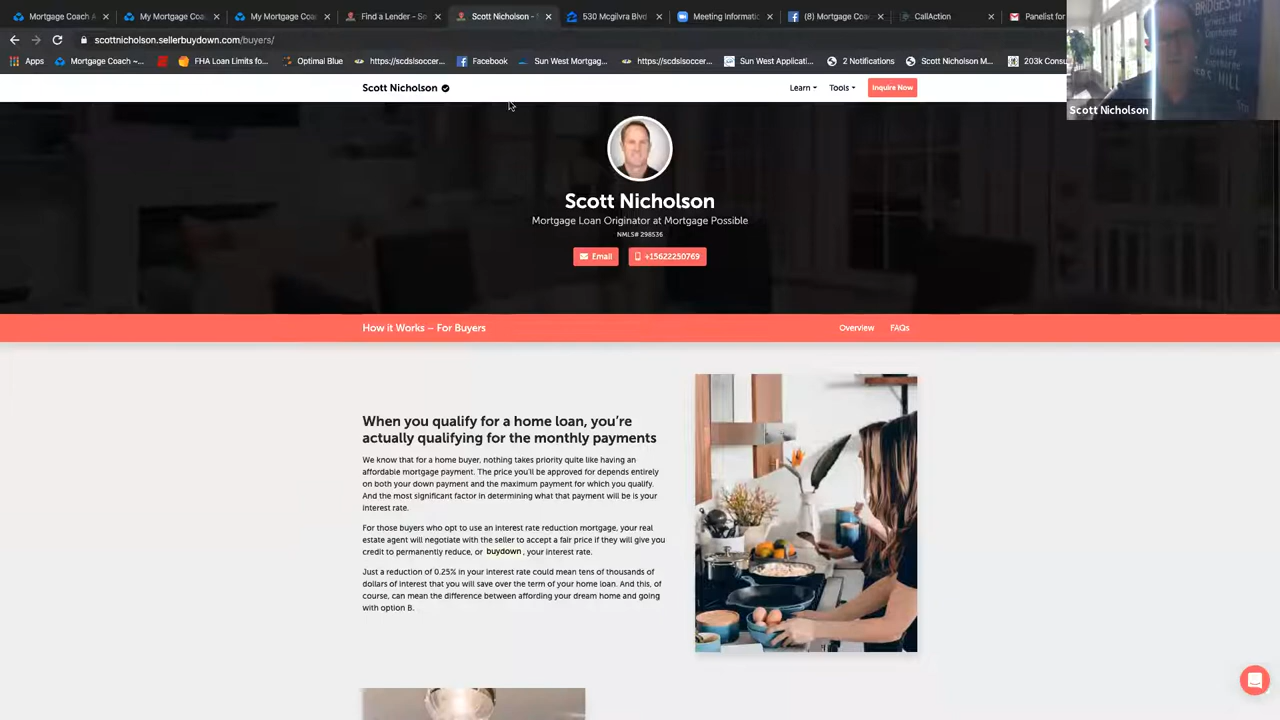 Mortgage Coach A
My Mortgage Coa
My Mortgage Coa
Find a Lender - So
Scott Nicholson -
530 Mcgilvra Blvd
Meeting Informatic
(8) Mortgage Coa
CallAction
Panelist for
scottnicholson.sellerbuydown.com/buyers/
Apps
Mortgage Coach ~...
FHA Loan Limits fo...
Optimal Blue
https://scdslsoccer...
Facebook
Sun West Mortgag...
https://scdslsoccer...
Sun West Applicati...
2 Notifications
Scott Nicholson M...
203k Consu
Scott Nicholson
Learn
Tools
Inquire Now
Scott Nicholson
Scott Nicholson
Mortgage Loan Originator at Mortgage Possible
NMLS# 298536
Email
+15622250769
How it Works – For Buyers
Overview
FAQs
When you qualify for a home loan, you’re
actually qualifying for the monthly payments
We know that for a home buyer, nothing takes priority quite like having an
affordable mortgage payment. The price you’ll be approved for depends entirely
on both your down payment and the maximum payment for which you qualify.
And the most significant factor in determining what that payment will be is your
interest rate.
For those buyers who opt to use an interest rate reduction mortgage, your real
estate agent will negotiate with the seller to accept a fair price if they will give you
credit to permanently reduce, or buydown, your interest rate.
Just a reduction of 0.25% in your interest rate could mean tens of thousands of
dollars of interest that you will save over the term of your home loan. And this, of
course, can mean the difference between affording your dream home and going
with option B.